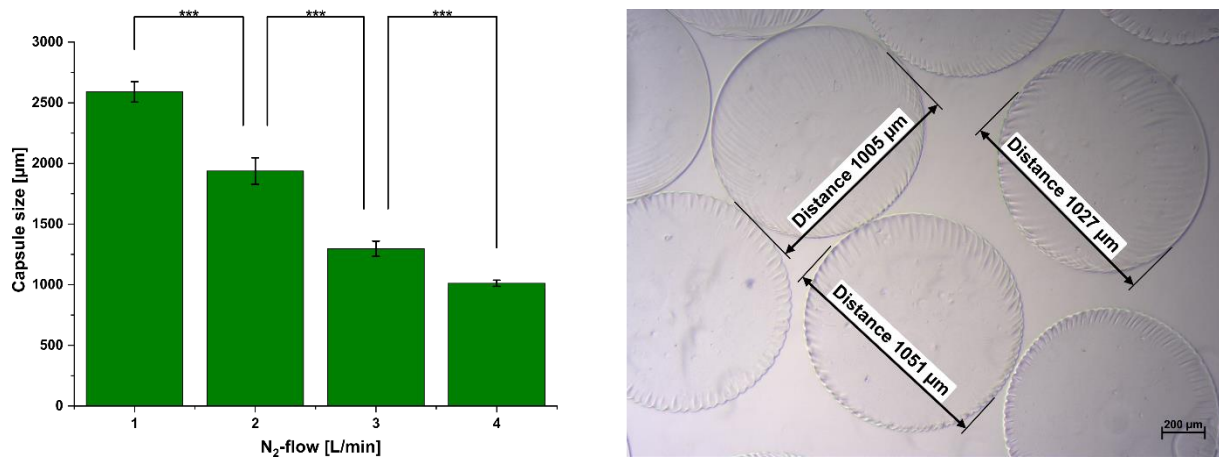 *** *** ***
3000
2500
2000
1500
1000
500
0
Capsule size [µm]
1 2 3 4
N₂-flow [L/min]
Distance 1005 µm
Distance 1027 µm
Distance 1051 µm
200 µm